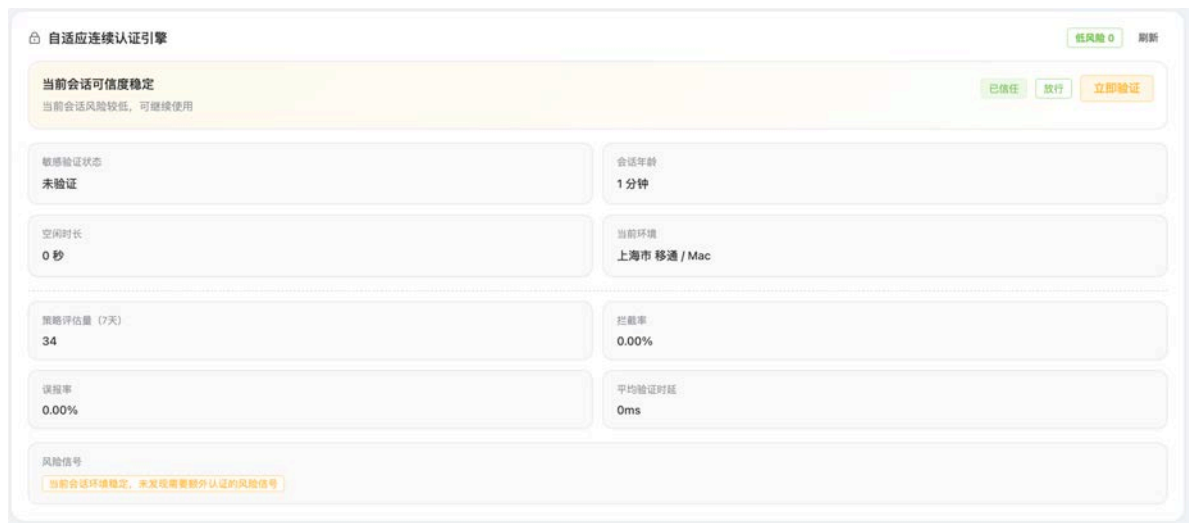 自适应连续认证引擎
低风险 0 刷新
当前会话可信度稳定
当前会话风险较低，可继续使用
已信任 放行 立即验证
敏感验证状态
未验证
会话年龄
1 分钟
空闲时长
0 秒
当前环境
上海市 移通 / Mac
策略评估量（7天）
34
拦截率
0.00%
误报率
0.00%
平均验证时延
0ms
风险信号
当前会话环境稳定，未发现需要额外认证的风险信号